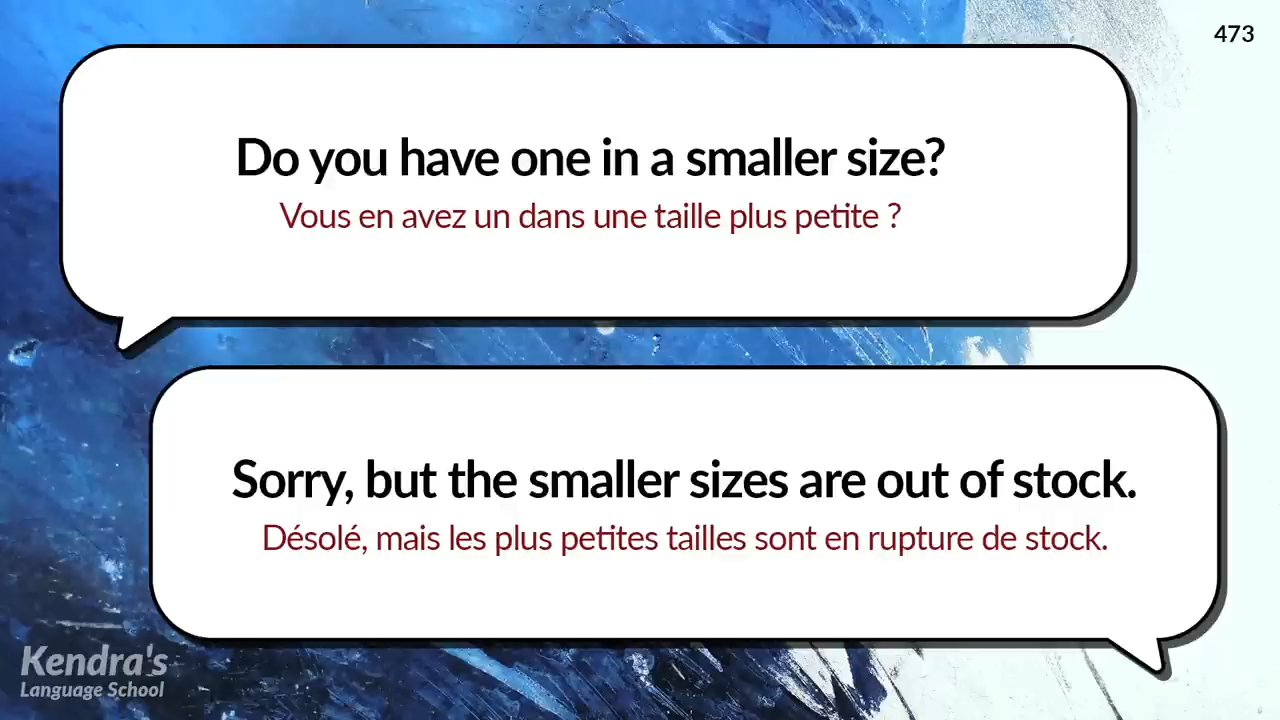 473
Do you have one in a smaller size?
Vous en avez un dans une taille plus petite ?
Sorry, but the smaller sizes are out of stock.
Désolé, mais les plus petites tailles sont en rupture de stock.
Kendra's
Language School